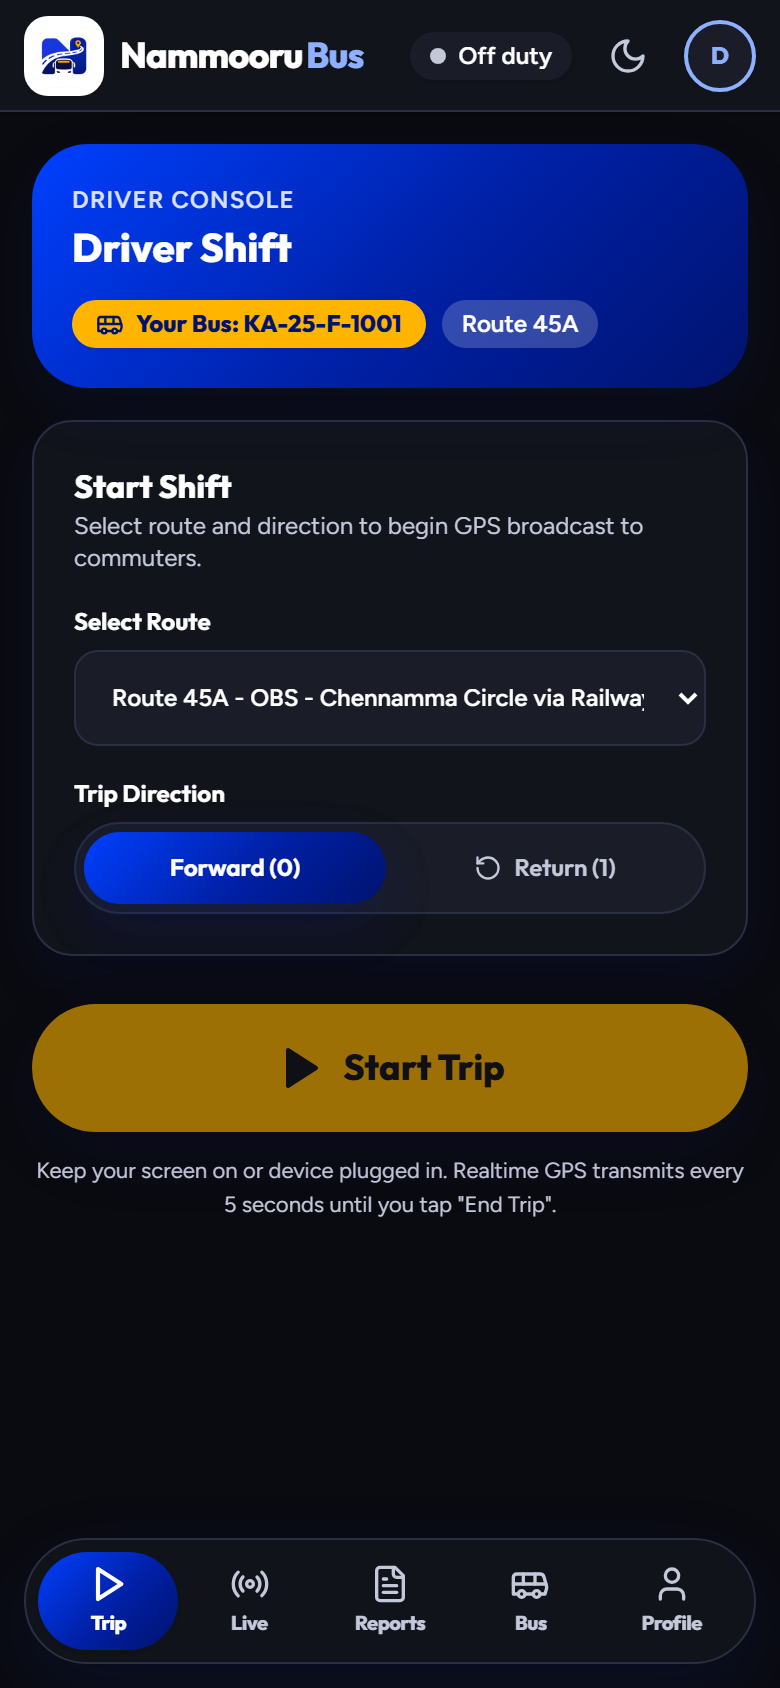 Nammooru Bus
Off duty
D
DRIVER CONSOLE
Driver Shift
Your Bus: KA-25-F-1001
Route 45A
Start Shift
Select route and direction to begin GPS broadcast to
commuters.
Select Route
Route 45A - OBS - Chennamma Circle via Railway
Trip Direction
Forward (0)
Return (1)
Start Trip
Keep your screen on or device plugged in. Realtime GPS transmits every
5 seconds until you tap "End Trip".
Trip
Live
Reports
Bus
Profile